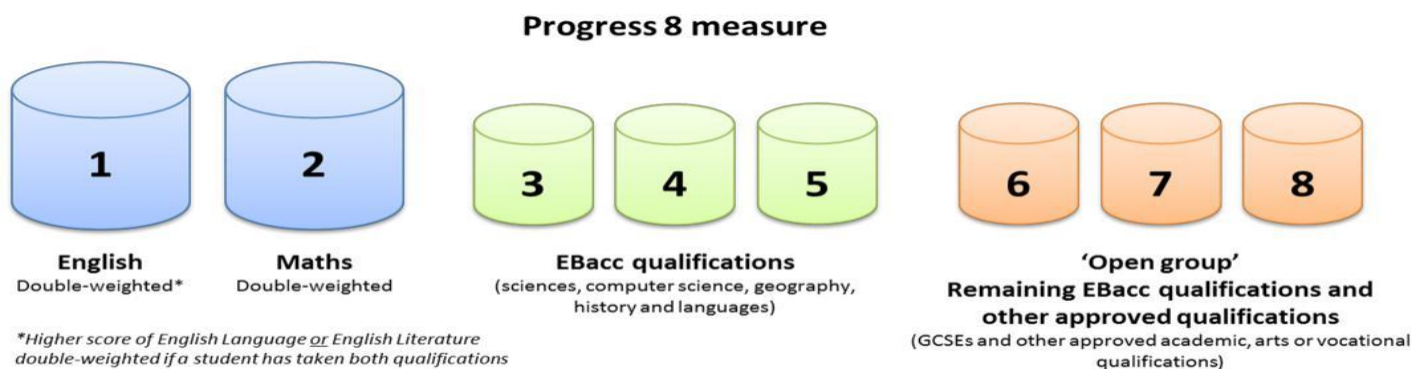 Progress 8 measure
1
2
3
4
5
6
7
8
English
Double-weighted*
Maths
Double-weighted
EBacc qualifications
(sciences, computer science, geography,
history and languages)
‘Open group’
Remaining EBacc qualifications and
other approved qualifications
(GCSEs and other approved academic, arts or vocational
qualifications)
*Higher score of English Language or English Literature
double-weighted if a student has taken both qualifications